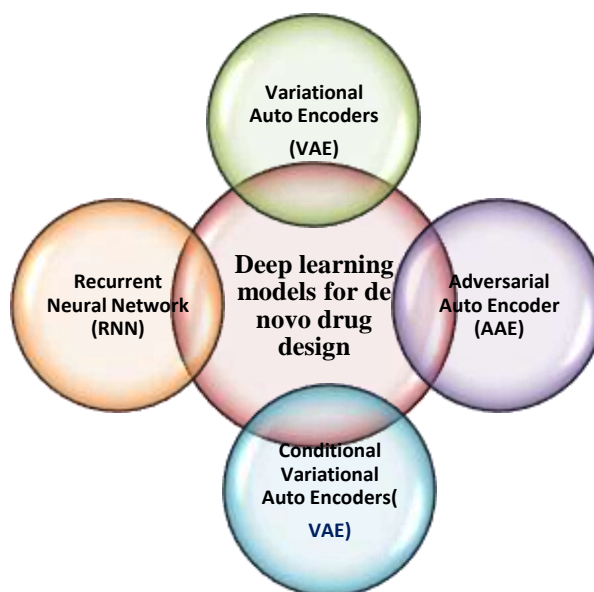 Variational
Auto Encoders
(VAE)
Recurrent
Neural Network
(RNN)
Deep learning
models for de
novo drug
design
Adversarial
Auto Encoder
(AAE)
Conditional
Variational
Auto Encoders(
VAE)